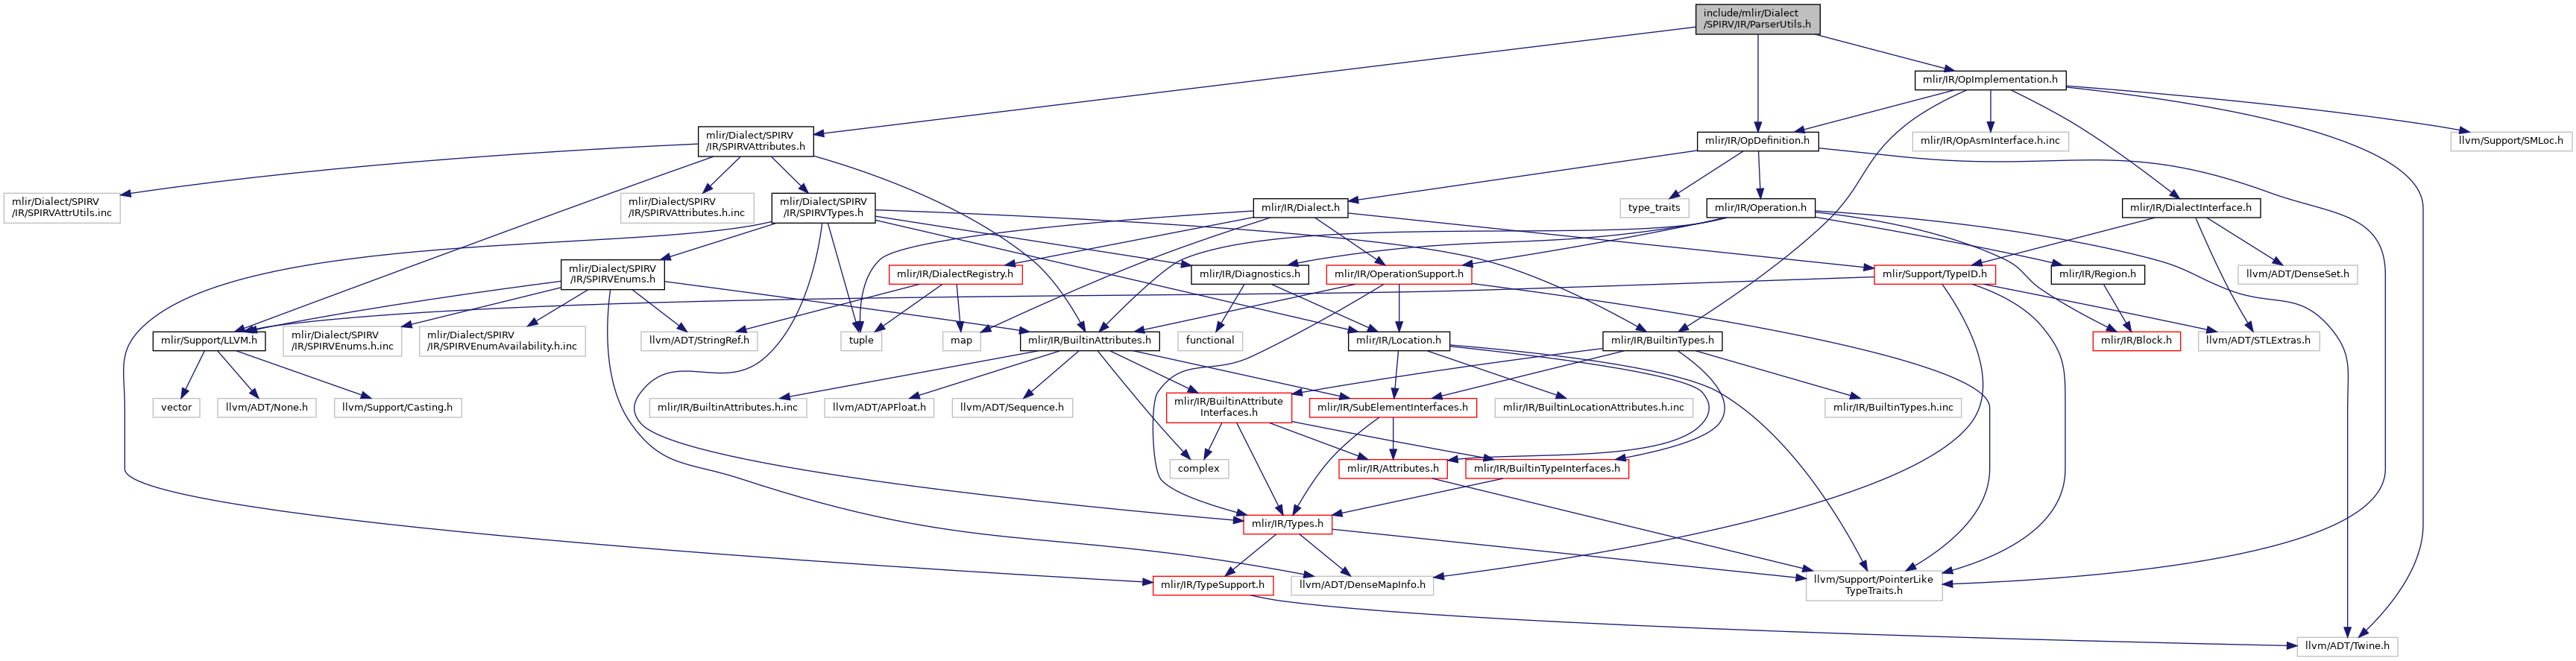 include/mlir/Dialect
/SPIRV/IR/ParserUtils.h
mlir/IR/OpImplementation.h
mlir/Dialect/SPIRV
/IR/SPIRVAttributes.h
mlir/IR/OpDefinition.h
mlir/IR/OpAsmInterface.h.inc
llvm/Support/SMLoc.h
mlir/Dialect/SPIRV
/IR/SPIRVAttrUtils.inc
mlir/Dialect/SPIRV
/IR/SPIRVAttributes.h.inc
mlir/Dialect/SPIRV
/IR/SPIRVTypes.h
mlir/IR/Dialect.h
type_traits
mlir/IR/Operation.h
mlir/IR/DialectInterface.h
mlir/Dialect/SPIRV
/IR/SPIRVEnums.h
mlir/IR/DialectRegistry.h
mlir/IR/Diagnostics.h
mlir/IR/OperationSupport.h
mlir/Support/TypeID.h
mlir/IR/Region.h
llvm/ADT/DenseSet.h
mlir/Support/LLVM.h
mlir/Dialect/SPIRV
/IR/SPIRVEnums.h.inc
mlir/Dialect/SPIRV
/IR/SPIRVEnumAvailability.h.inc
llvm/ADT/StringRef.h
tuple
map
mlir/IR/BuiltinAttributes.h
functional
mlir/IR/Location.h
mlir/IR/BuiltinTypes.h
mlir/IR/Block.h
llvm/ADT/STLExtras.h
vector
llvm/ADT/None.h
llvm/Support/Casting.h
mlir/IR/BuiltinAttributes.h.inc
llvm/ADT/APFloat.h
llvm/ADT/Sequence.h
mlir/IR/BuiltinAttribute
Interfaces.h
mlir/IR/SubElementInterfaces.h
mlir/IR/BuiltinLocationAttributes.h.inc
mlir/IR/BuiltinTypes.h.inc
complex
mlir/IR/Attributes.h
mlir/IR/BuiltinTypeInterfaces.h
mlir/IR/Types.h
mlir/IR/TypeSupport.h
llvm/ADT/DenseMapInfo.h
llvm/Support/PointerLike
TypeTraits.h
llvm/ADT/Twine.h